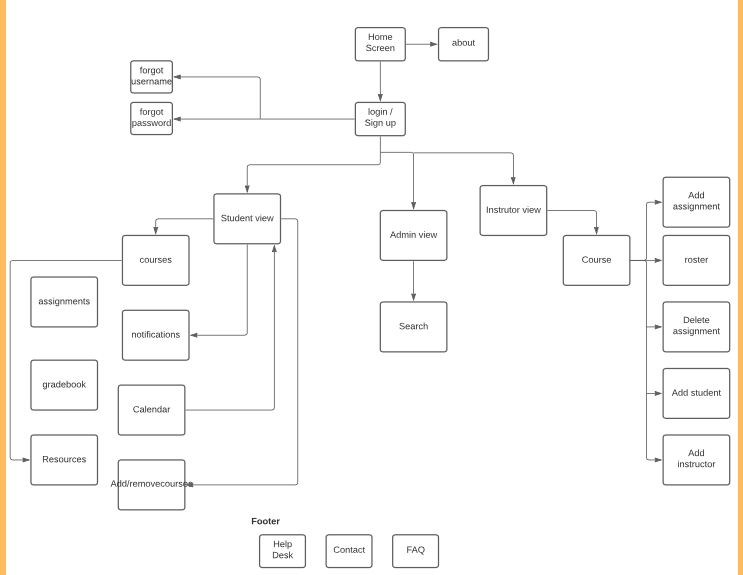 Home
Screen
about
forgot
username
forgot
password
login /
Sign up
Student view
Admin view
Instrutor view
Add
assignment
courses
Course
roster
assignments
notifications
Search
Delete
assignment
gradebook
Calendar
Add student
Resources
Add/removecourses
Add
instructor
Footer
Help
Desk
Contact
FAQ